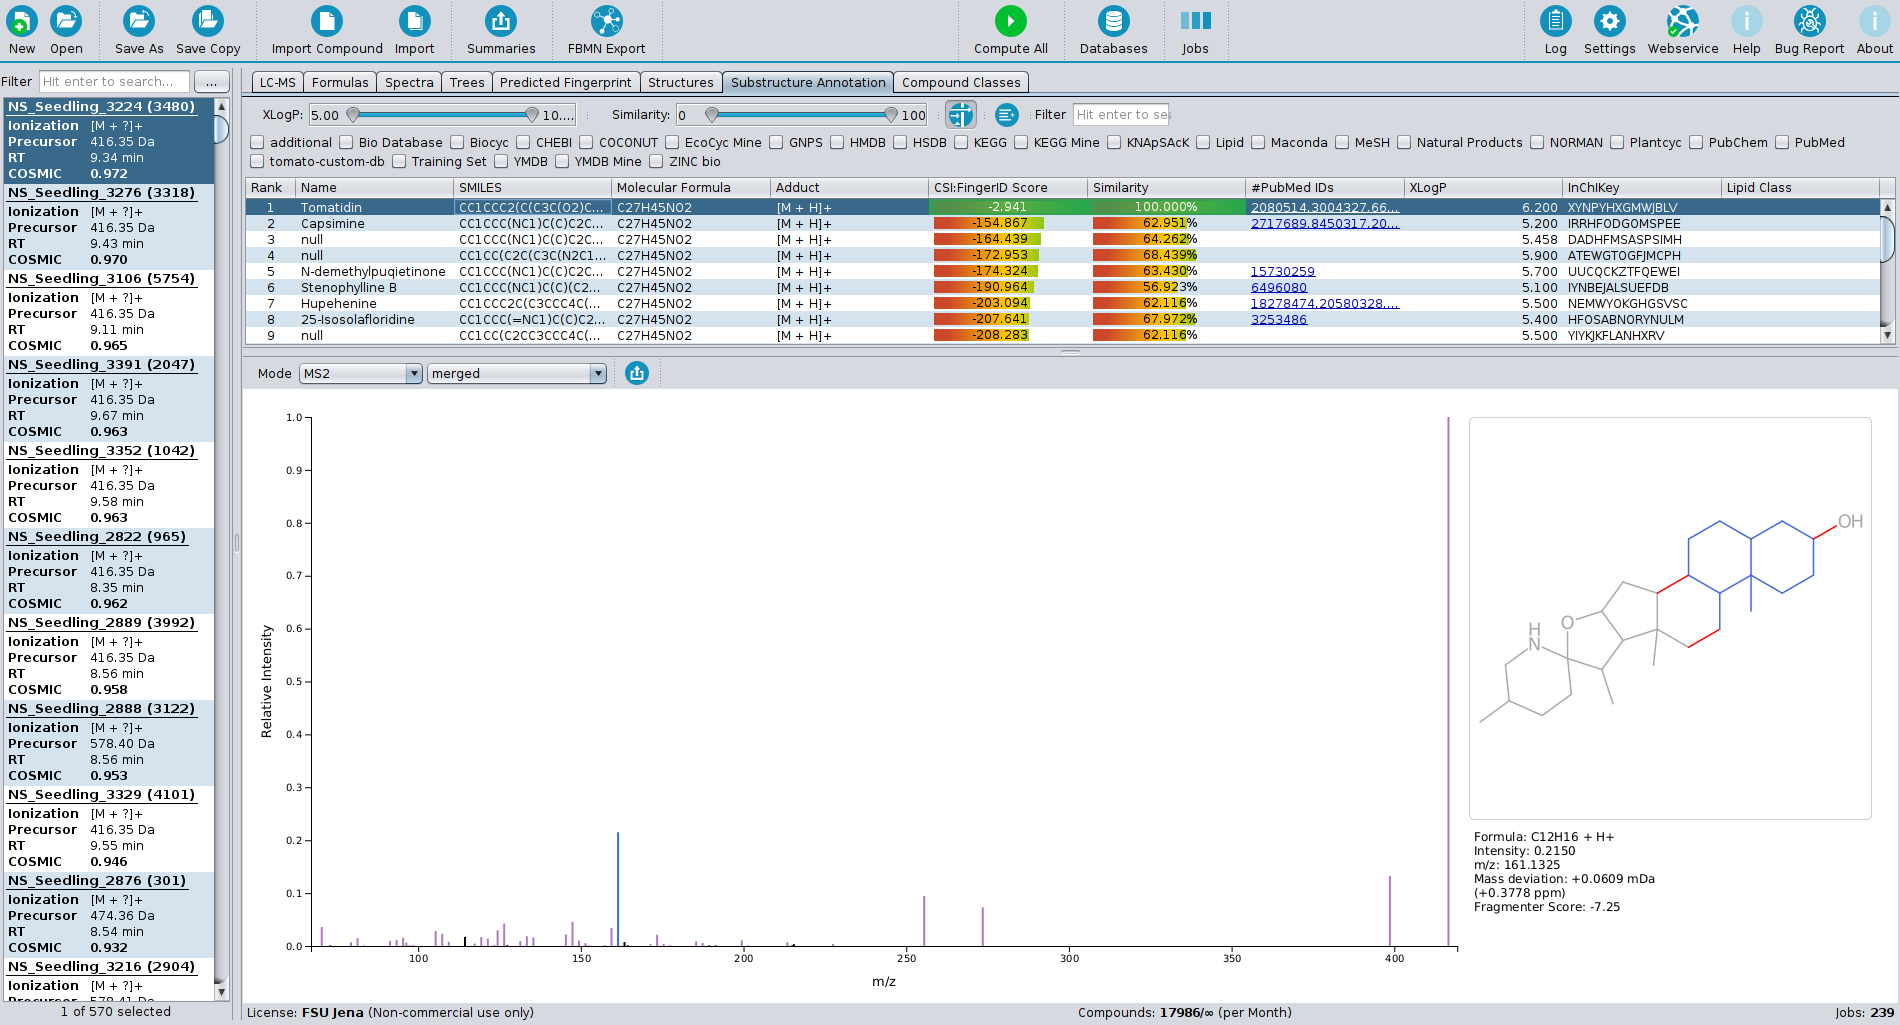 New Open Save As Save Copy Import Compound Import Summaries FBMN Export Compute All Databases Jobs Log Settings Webservice Help Bug Report About
Filter Hit enter to search... ...
NS_Seedling_3224 (3480)
Ionization [M + ?]+
Precursor 416.35 Da
RT 9.34 min
COSMIC 0.972
NS_Seedling_3276 (3318)
Ionization [M + ?]+
Precursor 416.35 Da
RT 9.43 min
COSMIC 0.970
NS_Seedling_3106 (5754)
Ionization [M + ?]+
Precursor 416.35 Da
RT 9.11 min
COSMIC 0.965
NS_Seedling_3391 (2047)
Ionization [M + ?]+
Precursor 416.35 Da
RT 9.67 min
COSMIC 0.963
NS_Seedling_3352 (1042)
Ionization [M + ?]+
Precursor 416.35 Da
RT 9.58 min
COSMIC 0.963
NS_Seedling_2822 (965)
Ionization [M + ?]+
Precursor 416.35 Da
RT 8.35 min
COSMIC 0.962
NS_Seedling_2889 (3992)
Ionization [M + ?]+
Precursor 416.35 Da
RT 8.56 min
COSMIC 0.958
NS_Seedling_2888 (3122)
Ionization [M + ?]+
Precursor 578.40 Da
RT 8.56 min
COSMIC 0.953
NS_Seedling_3329 (4101)
Ionization [M + ?]+
Precursor 416.35 Da
RT 9.55 min
COSMIC 0.946
NS_Seedling_2876 (301)
Ionization [M + ?]+
Precursor 474.36 Da
RT 8.54 min
COSMIC 0.932
NS_Seedling_3216 (2904)
Ionization [M + ?]+
Precursor 578.41 Da
1 of 570 selected
LC-MS Formulas Spectra Trees Predicted Fingerprint Structures Substructure Annotation Compound Classes
XLogP: 5.00 10.... Similarity: 0 100 Filter Hit enter to se
additional Bio Database Biocyc CHEBI COCONUT EcoCyc Mine GNPS HMDB HSDB KEGG KEGG Mine KNApSAcK Lipid Maconda MeSH Natural Products NORMAN Plantcyc PubChem PubMed
tomato-custom-db Training Set YMDB YMDB Mine ZINC bio
Rank Name SMILES Molecular Formula Adduct CSI:FingerID Score Similarity #PubMed IDs XLogP InChIKey Lipid Class
1 Tomatidin CC1CCC2(C(C3C(O2)C... C27H45NO2 [M + H]+ -2.941 100.000% 2080514.3004327.66... 6.200 XYNPYHXGMWJBLV
2 Capsimine CC1CCC(NC1)C(C)C2C... C27H45NO2 [M + H]+ -154.867 62.951% 2717689.8450317.20... 5.200 IRRHFODGOMSPEE
3 null CC1CCC(NC1)C(C)C2C... C27H45NO2 [M + H]+ -164.439 64.262% 5.458 DADHFMSASPSIMH
4 null CC1CC(C2C(C3C(N2C1... C27H45NO2 [M + H]+ -172.953 68.439% 5.900 ATEWGTOGFJMCPH
5 N-demethylpuqietinone CC1CCC(NC1)C(C)C2C... C27H45NO2 [M + H]+ -174.324 63.430% 15730259 5.700 UUCQCKZTFQEWEI
6 Stenophylline B CC1CCC(NC1)C(C)(C2... C27H45NO2 [M + H]+ -190.964 56.923% 6496080 5.100 IYNBEJALSUEFDB
7 Hupehenine CC1CCC2C(C3CCC4C(... C27H45NO2 [M + H]+ -203.094 62.116% 18278474.20580328.... 5.500 NEMWYOKGHGSVSC
8 25-Isosolafloridine CC1CCC(=NC1)C(C)C2... C27H45NO2 [M + H]+ -207.641 67.972% 3253486 5.400 HFOSABNORYNULM
9 null CC1CC(C2CC3CCC4C(... C27H45NO2 [M + H]+ -208.283 62.116% 5.500 YIYKJKFLANHXRV
Mode MS2 merged
1.0
0.9
0.8
0.7
0.6
0.5
0.4
0.3
0.2
0.1
0.0
Relative Intensity
100 150 200 250 300 350 400
m/z
OH
O
H
N
Formula: C12H16 + H+
Intensity: 0.2150
m/z: 161.1325
Mass deviation: +0.0609 mDa
(+0.3778 ppm)
Fragmenter Score: -7.25
License: FSU Jena (Non-commercial use only) Compounds: 17986/∞ (per Month) Jobs: 239